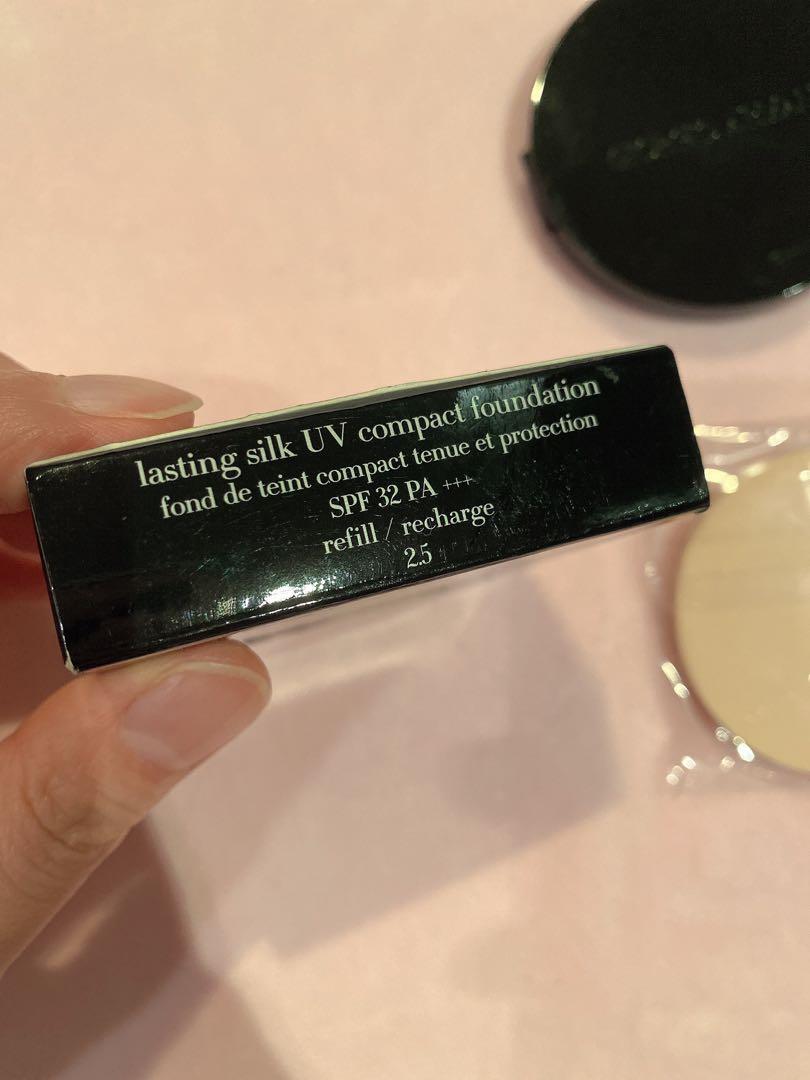 lasting silk UV compact foundation
fond de teint compact tenue et protection
SPF 32 PA +++
refill / recharge
2.5